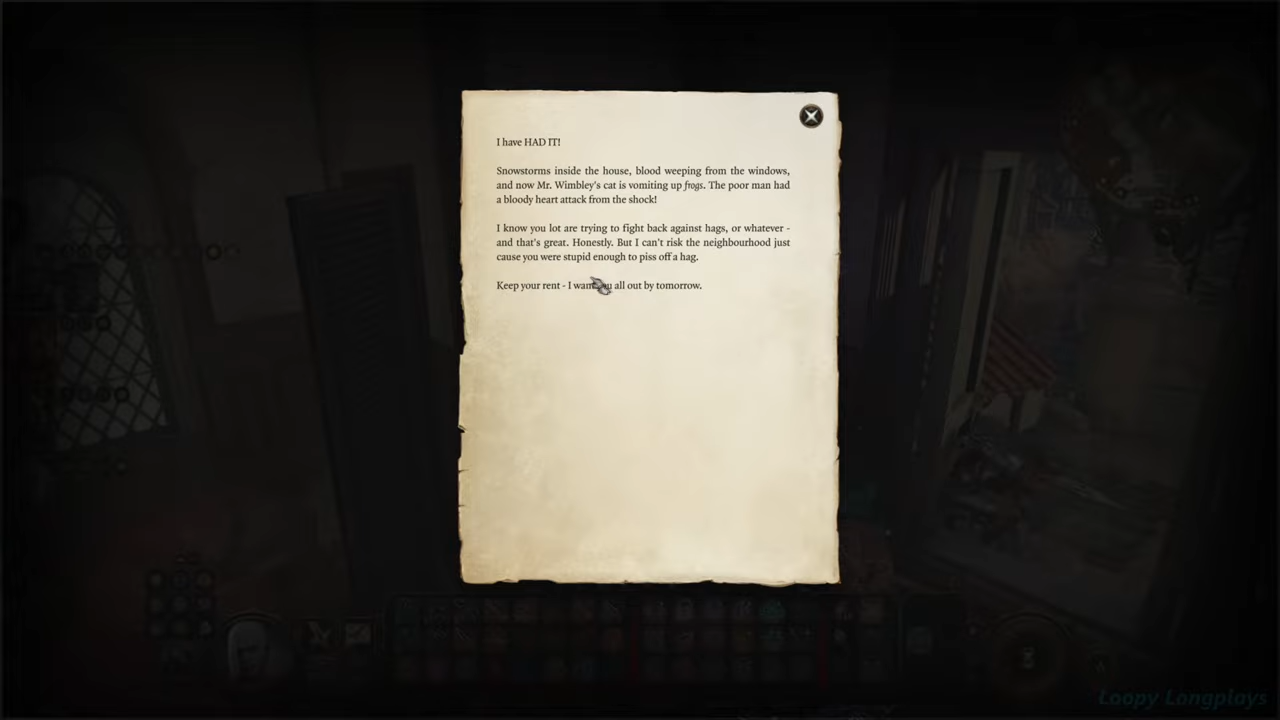 I have HAD IT!
Snowstorms inside the house, blood weeping from the windows,
and now Mr. Wimbley's cat is vomiting up frogs. The poor man had
a bloody heart attack from the shock!
I know you lot are trying to fight back against hags, or whatever -
and that's great. Honestly. But I can't risk the neighbourhood just
cause you were stupid enough to piss off a hag.
Keep your rent - I want you all out by tomorrow.
Loopy Longplays